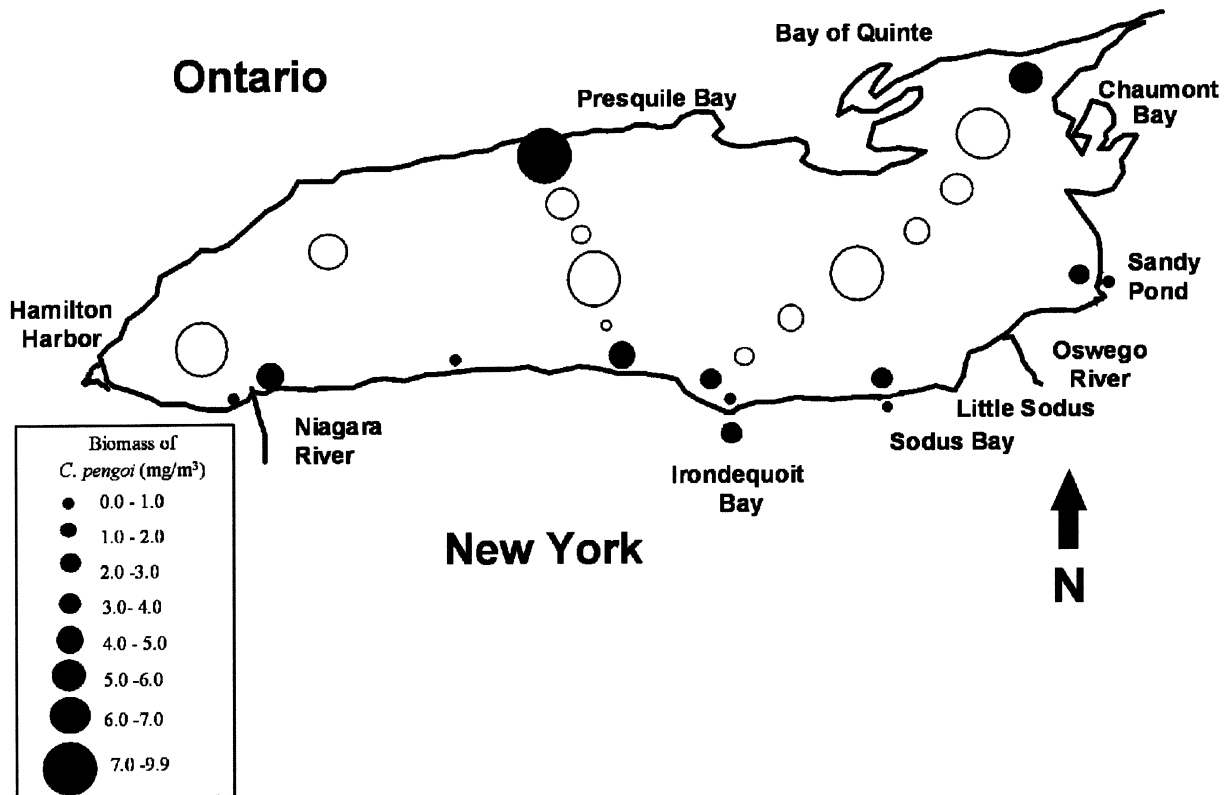 Ontario
Bay of Quinte
Presquile Bay
Chaumont
Bay
Hamilton
Harbor
Sandy
Pond
Oswego
River
Little Sodus
Sodus Bay
Niagara
River
Irondequoit
Bay
New York
N
Biomass of
C. pengoi (mg/m³)
0.0 - 1.0
1.0 - 2.0
2.0 -3.0
3.0- 4.0
4.0 - 5.0
5.0 -6.0
6.0 -7.0
7.0 -9.9